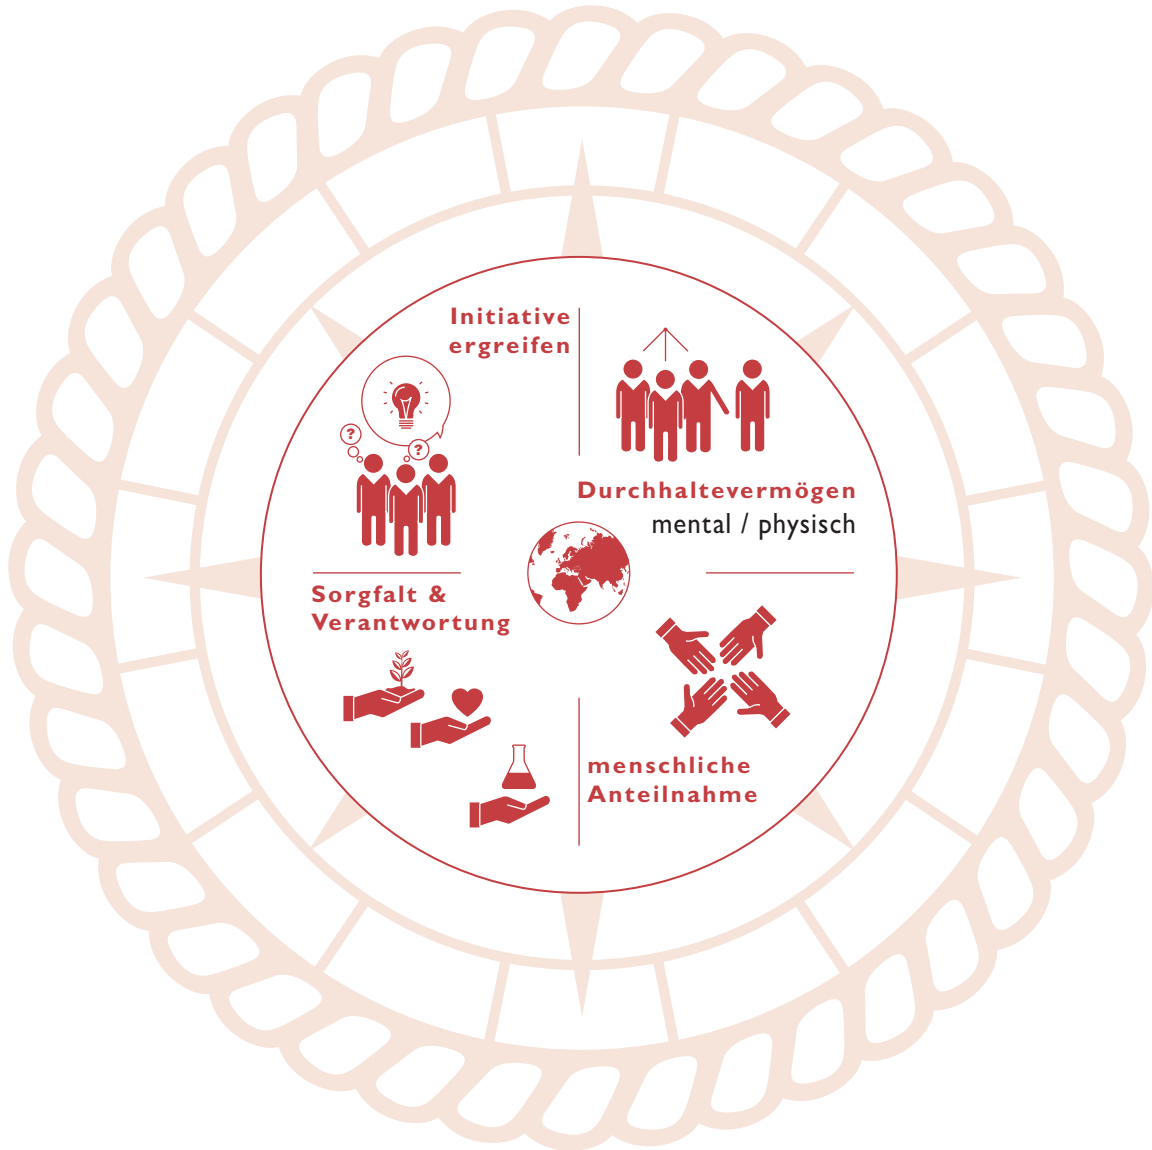 Initiative
ergreifen
?
?
Durchhaltevermögen
mental / physisch
Sorgfalt &
Verantwortung
menschliche
Anteilnahme